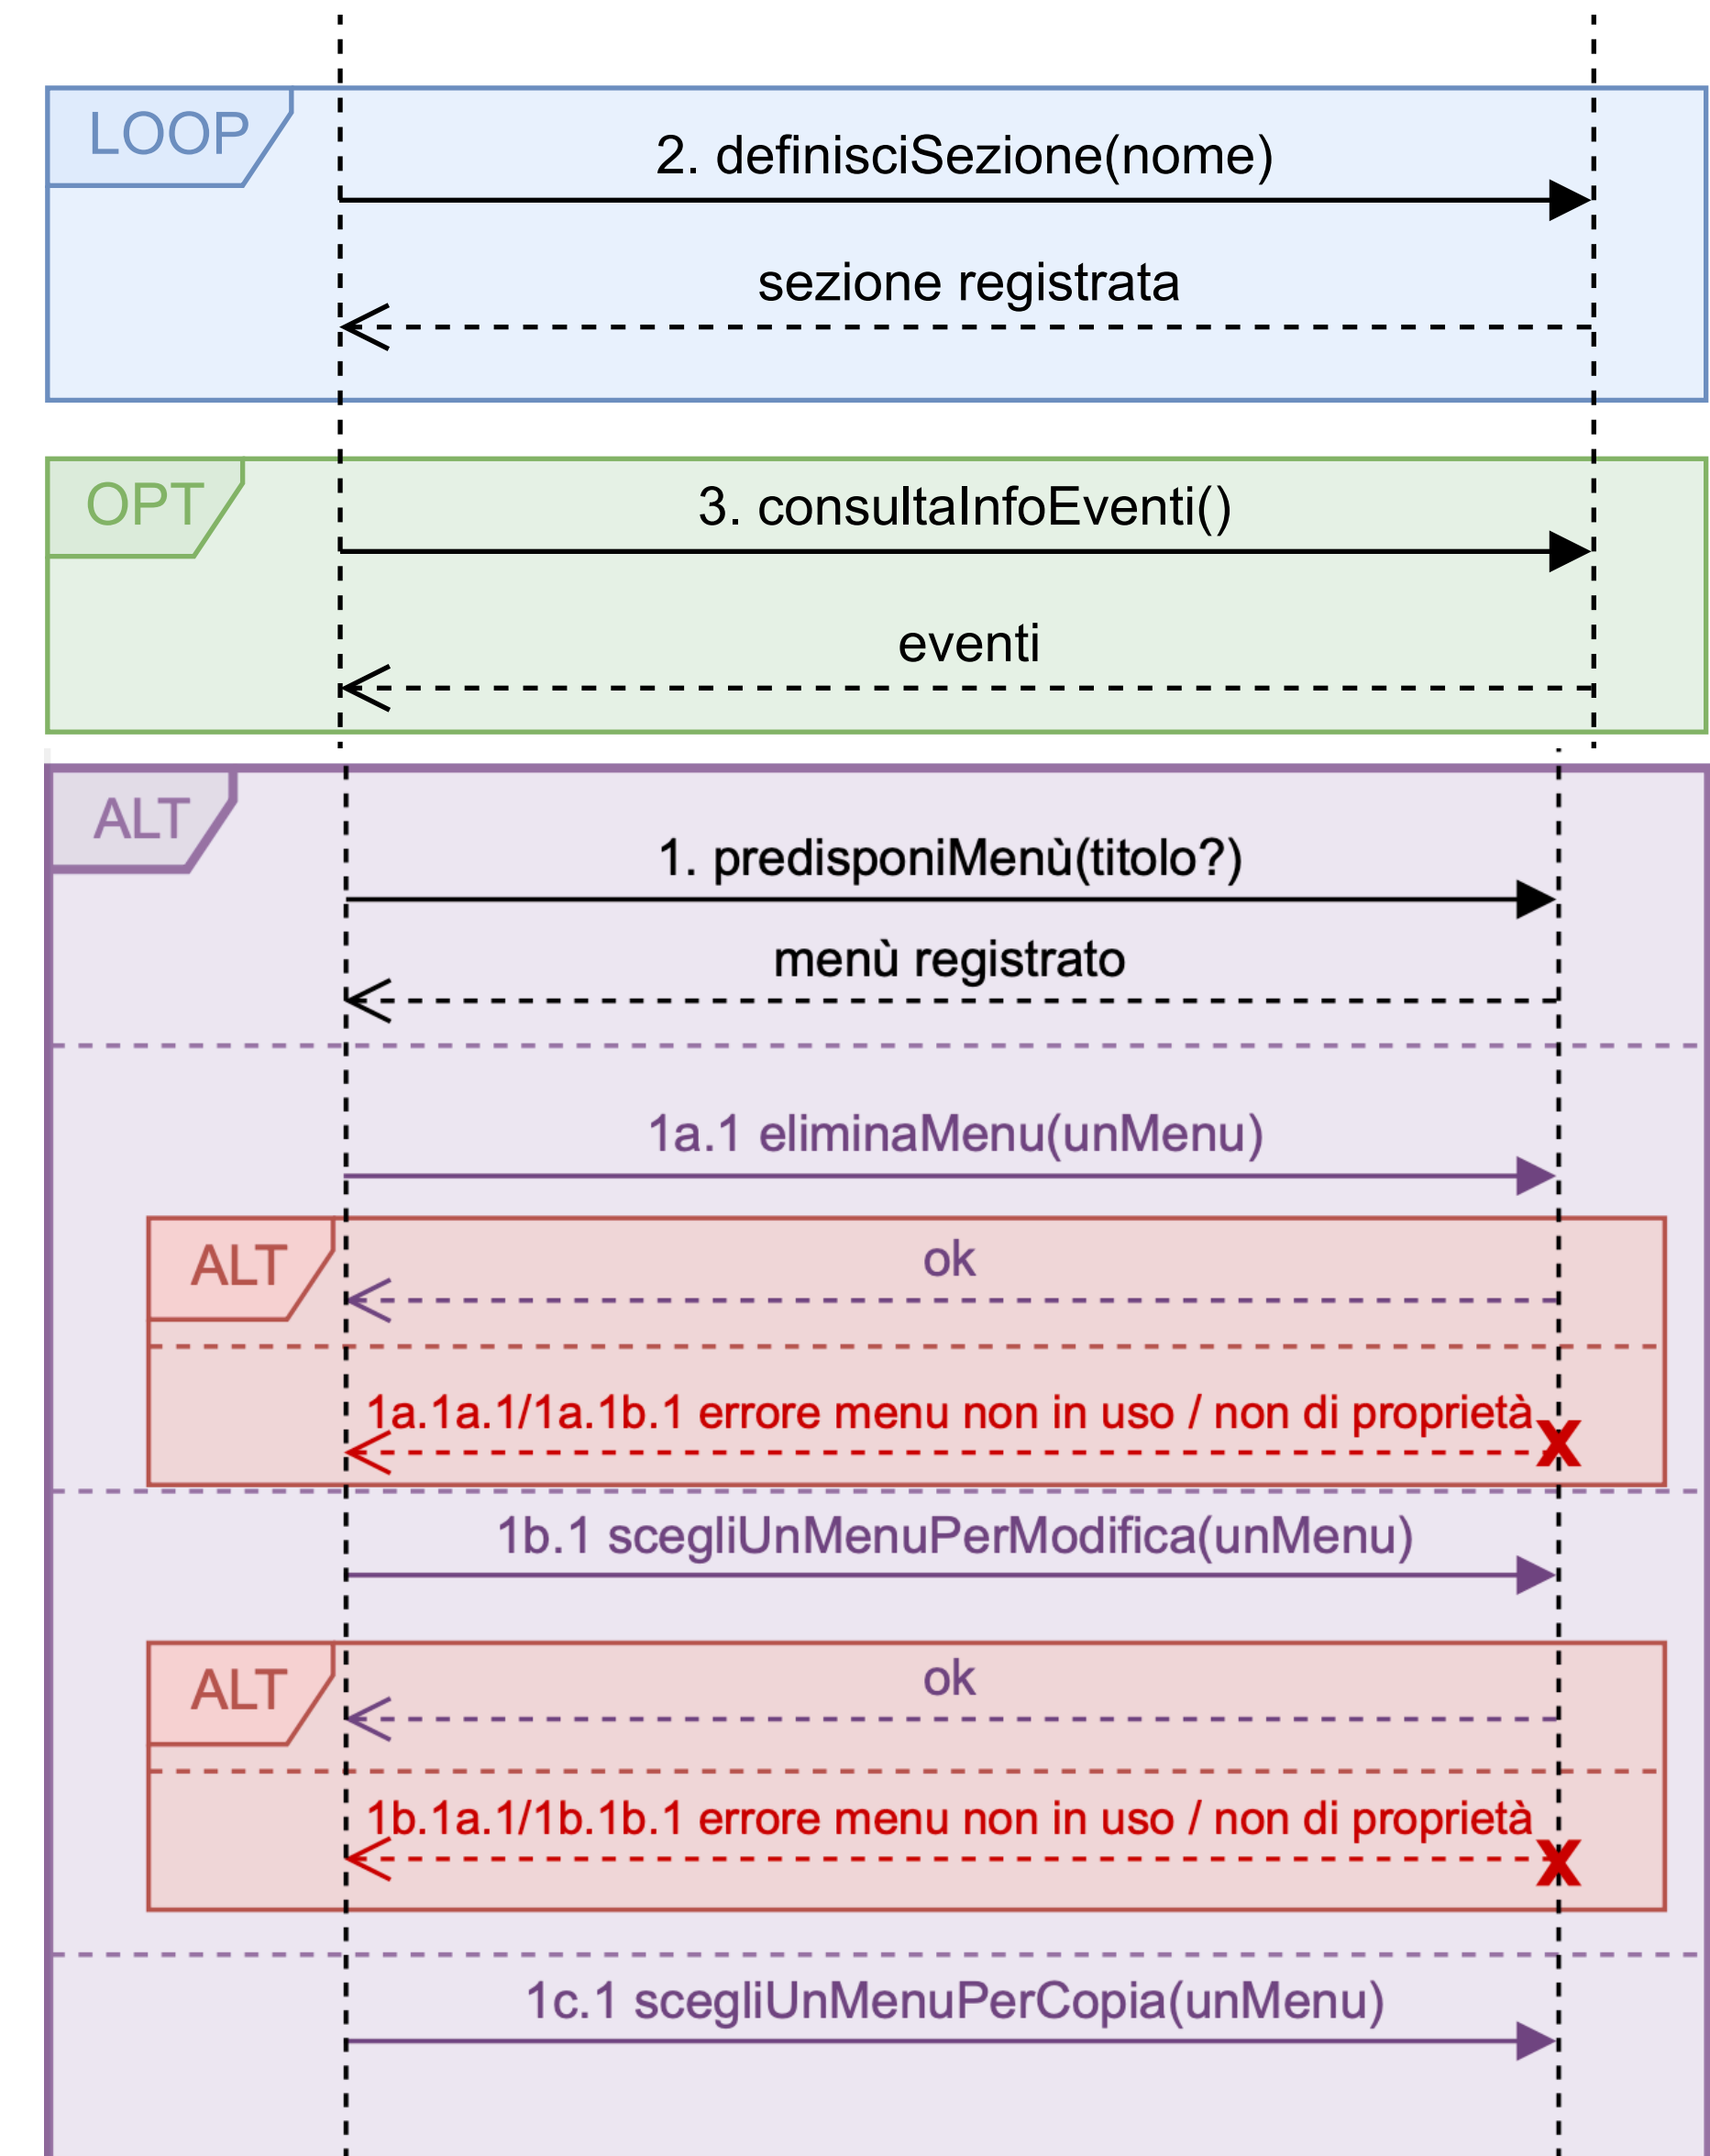 LOOP
2. definisciSezione(nome)
sezione registrata
OPT
3. consultaInfoEventi()
eventi
ALT
1. predisponiMenù(titolo?)
menù registrato
1a.1 eliminaMenu(unMenu)
ALT
ok
1a.1a.1/1a.1b.1 errore menu non in uso / non di proprietà
X
1b.1 scegliUnMenuPerModifica(unMenu)
ALT
ok
1b.1a.1/1b.1b.1 errore menu non in uso / non di proprietà
X
1c.1 scegliUnMenuPerCopia(unMenu)